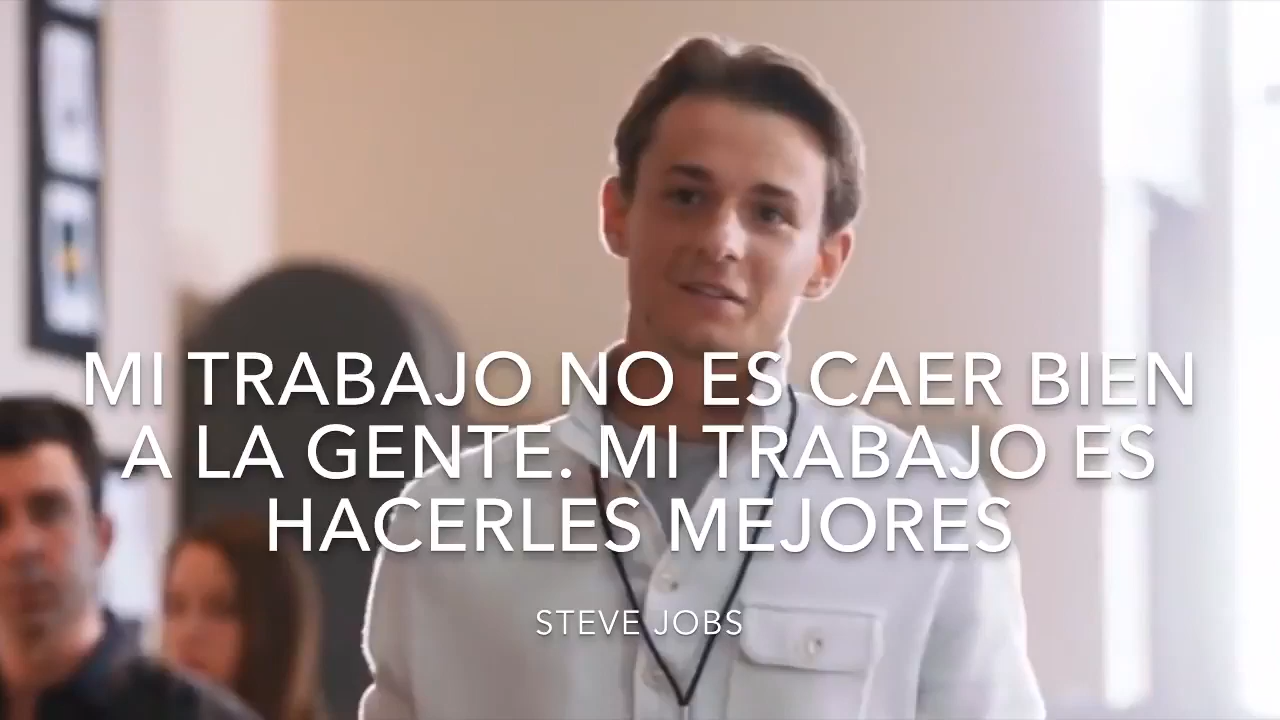 MI TRABAJO NO ES CAER BIEN
A LA GENTE. MI TRABAJO ES
HACERLES MEJORES
STEVE JOBS